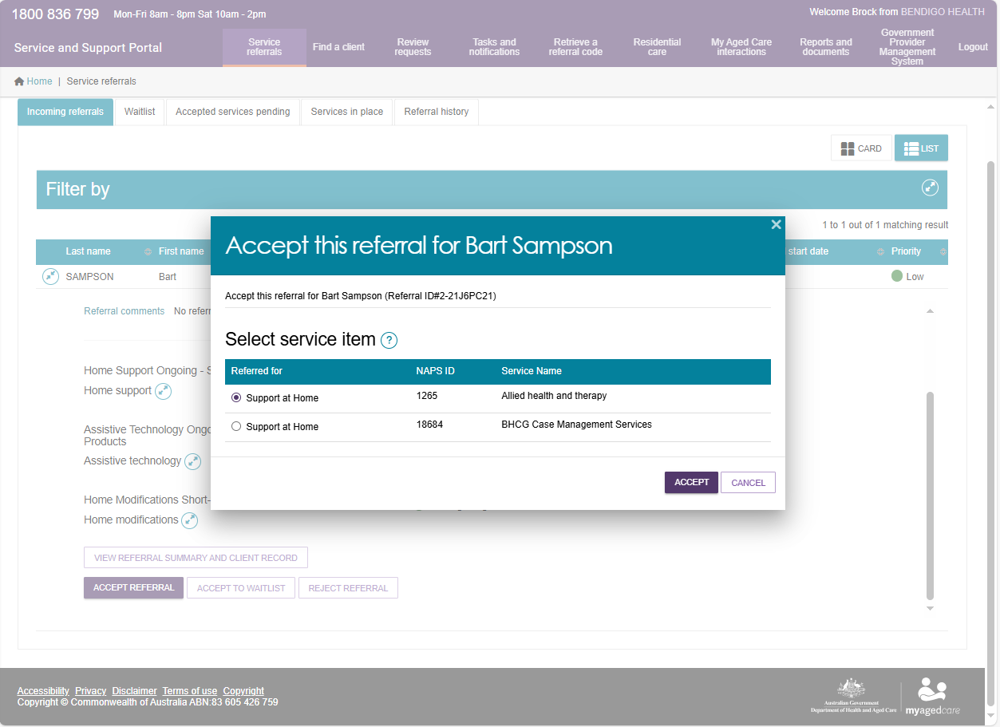 1800 836 799 Mon-Fri 8am - 8pm Sat 10am - 2pm
Welcome Brock from BENDIGO HEALTH
Service and Support Portal
Service referrals
Find a client
Review requests
Tasks and notifications
Retrieve a referral code
Residential care
My Aged Care interactions
Reports and documents
Government Provider Management System
Logout
Home | Service referrals
Incoming referrals
Waitlist
Accepted services pending
Services in place
Referral history
CARD
LIST
Filter by
1 to 1 out of 1 matching result
Last name First name start date Priority
SAMPSON Bart Low
Accept this referral for Bart Sampson
Accept this referral for Bart Sampson (Referral ID#2-21J6PC21)
Select service item ?
Referred for NAPS ID Service Name
Support at Home 1265 Allied health and therapy
Support at Home 18684 BHCG Case Management Services
ACCEPT CANCEL
Referral comments No
Home Support Ongoing -
Home support
Assistive Technology
Products
Assistive technology
Home Modifications Short-
Home modifications
VIEW REFERRAL SUMMARY AND CLIENT RECORD
ACCEPT REFERRAL ACCEPT TO WAITLIST REJECT REFERRAL
Accessibility Privacy Disclaimer Terms of use Copyright
Copyright © Commonwealth of Australia ABN:83 605 426 759
Australian Government
Department of Health and Aged Care
myagedcare